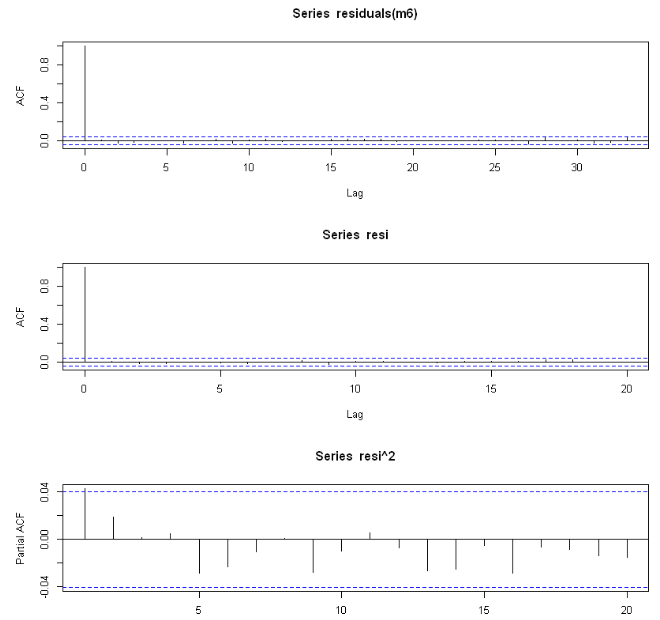 Series residuals(m6)
ACF
0.8
0.4
0.0
0 5 10 15 20 25 30
Lag
Series resi
ACF
0.8
0.4
0.0
0 5 10 15 20
Lag
Series resi^2
Partial ACF
0.04
0.00
-0.04
5 10 15 20